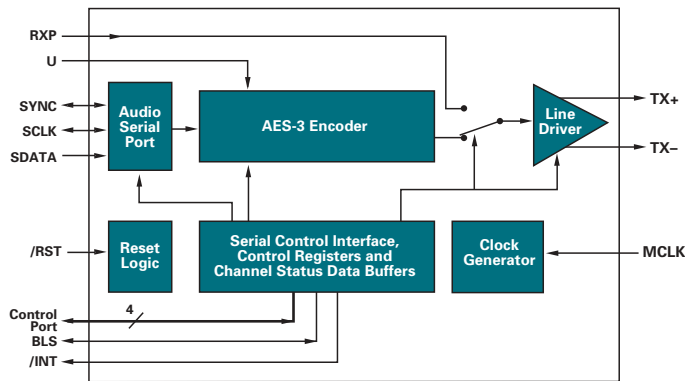 RXP
U
SYNC
SCLK
SDATA
Audio
Serial
Port
AES-3 Encoder
Line
Driver
TX+
TX–
/RST
Reset
Logic
Serial Control Interface,
Control Registers and
Channel Status Data Buffers
Clock
Generator
MCLK
Control
Port
4
BLS
/INT